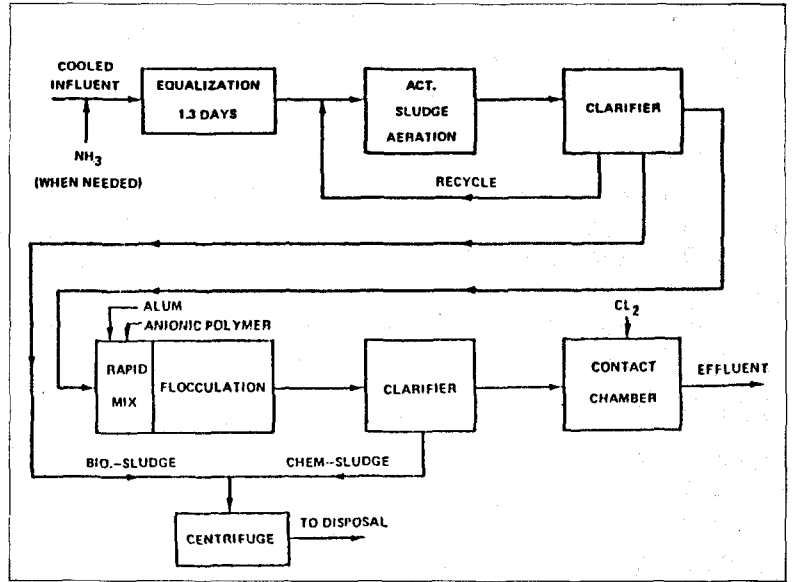 COOLED
INFLUENT
NH3
(WHEN NEEDED)
EQUALIZATION
1.3 DAYS
ACT.
SLUDGE
AERATION
CLARIFIER
RECYCLE
ALUM
ANIONIC POLYMER
RAPID
MIX
FLOCCULATION
CLARIFIER
CL2
CONTACT
CHAMBER
EFFLUENT
BIO.-SLUDGE
CHEM--SLUDGE
CENTRIFUGE
TO DISPOSAL